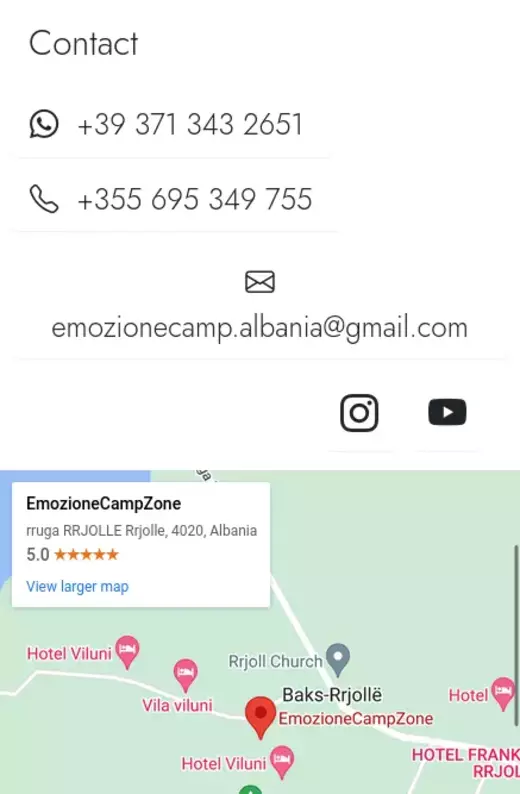 Contact
+39 371 343 2651
+355 695 349 755
emozionecamp.albania@gmail.com
EmozioneCampZone
rruga RRJOLLE Rrjolle, 4020, Albania
5.0 ★★★★★
View larger map
Hotel Viluni
Rrjoll Church
Vila viluni
Baks-Rrjollë
Hotel
EmozioneCampZone
HOTEL FRANK
RRJOL
Hotel Viluni